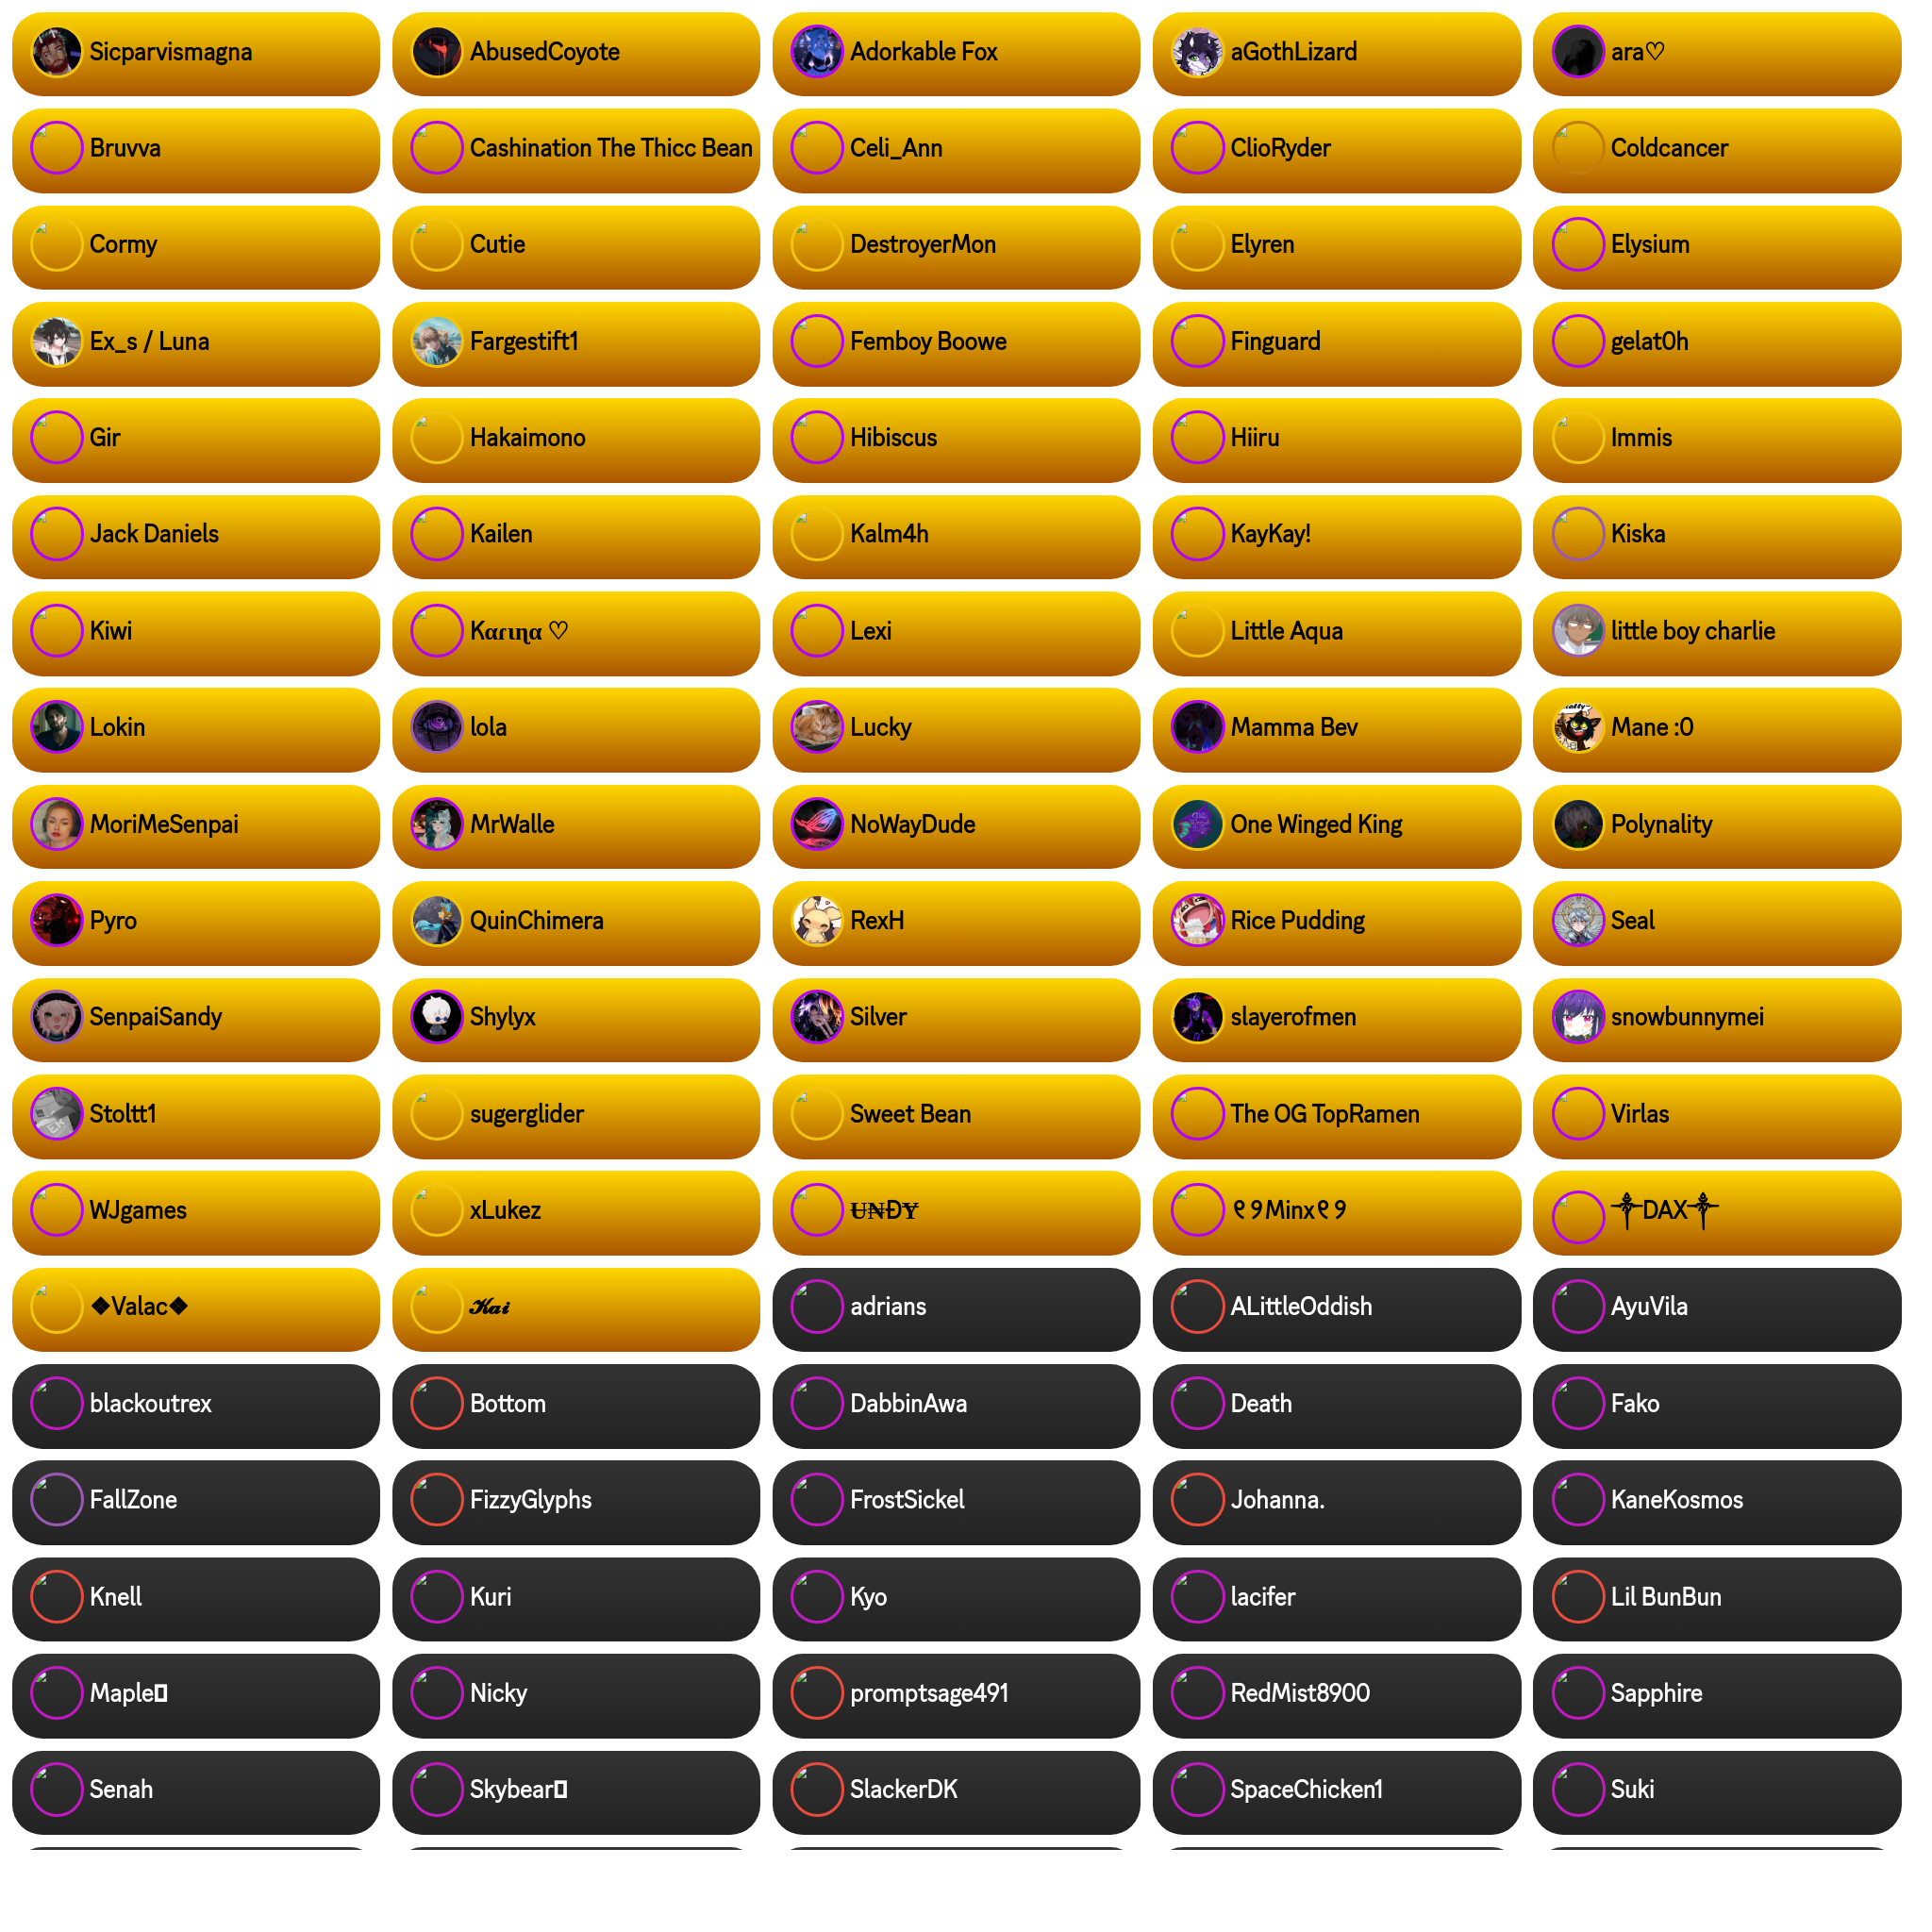 Sicparvismagna
AbusedCoyote
Adorkable Fox
aGothLizard
ara♡
Bruvva
Cashination The Thicc Bean
Celi_Ann
ClioRyder
Coldcancer
Cormy
Cutie
DestroyerMon
Elyren
Elysium
Ex_s / Luna
Fargestift1
Femboy Boowe
Finguard
gelat0h
Gir
Hakaimono
Hibiscus
Hiiru
Immis
Jack Daniels
Kailen
Kalm4h
KayKay!
Kiska
Kiwi
Kαɾιɳα ♡
Lexi
Little Aqua
little boy charlie
Lokin
lola
Lucky
Mamma Bev
Mane :0
MoriMeSenpai
MrWalle
NoWayDude
One Winged King
Polynality
Pyro
QuinChimera
RexH
Rice Pudding
Seal
SenpaiSandy
Shylyx
Silver
slayerofmen
snowbunnymei
Stoltt1
sugerglider
Sweet Bean
The OG TopRamen
Virlas
WJgames
xLukez
Ʉ₦ĐɎ
୧୨Minx୧୨
⚚DAX⚚
❖Valac❖
𝓚𝓪𝓲
adrians
ALittleOddish
AyuVila
blackoutrex
Bottom
DabbinAwa
Death
Fako
FallZone
FizzyGlyphs
FrostSickel
Johanna.
KaneKosmos
Knell
Kuri
Kyo
lacifer
Lil BunBun
Maple
Nicky
promptsage491
RedMist8900
Sapphire
Senah
Skybear
SlackerDK
SpaceChicken1
Suki